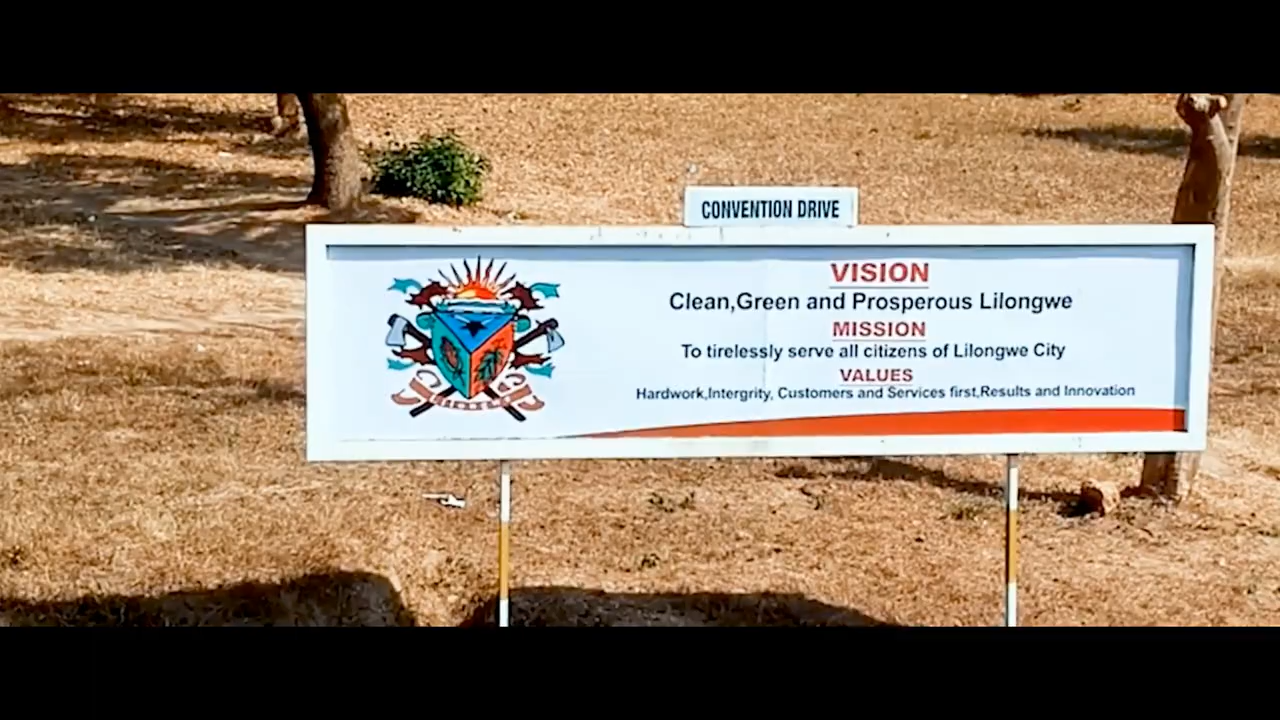 CONVENTION DRIVE
VISION
Clean,Green and Prosperous Lilongwe
MISSION
To tirelessly serve all citizens of Lilongwe City
VALUES
Hardwork,Intergrity, Customers and Services first,Results and Innovation